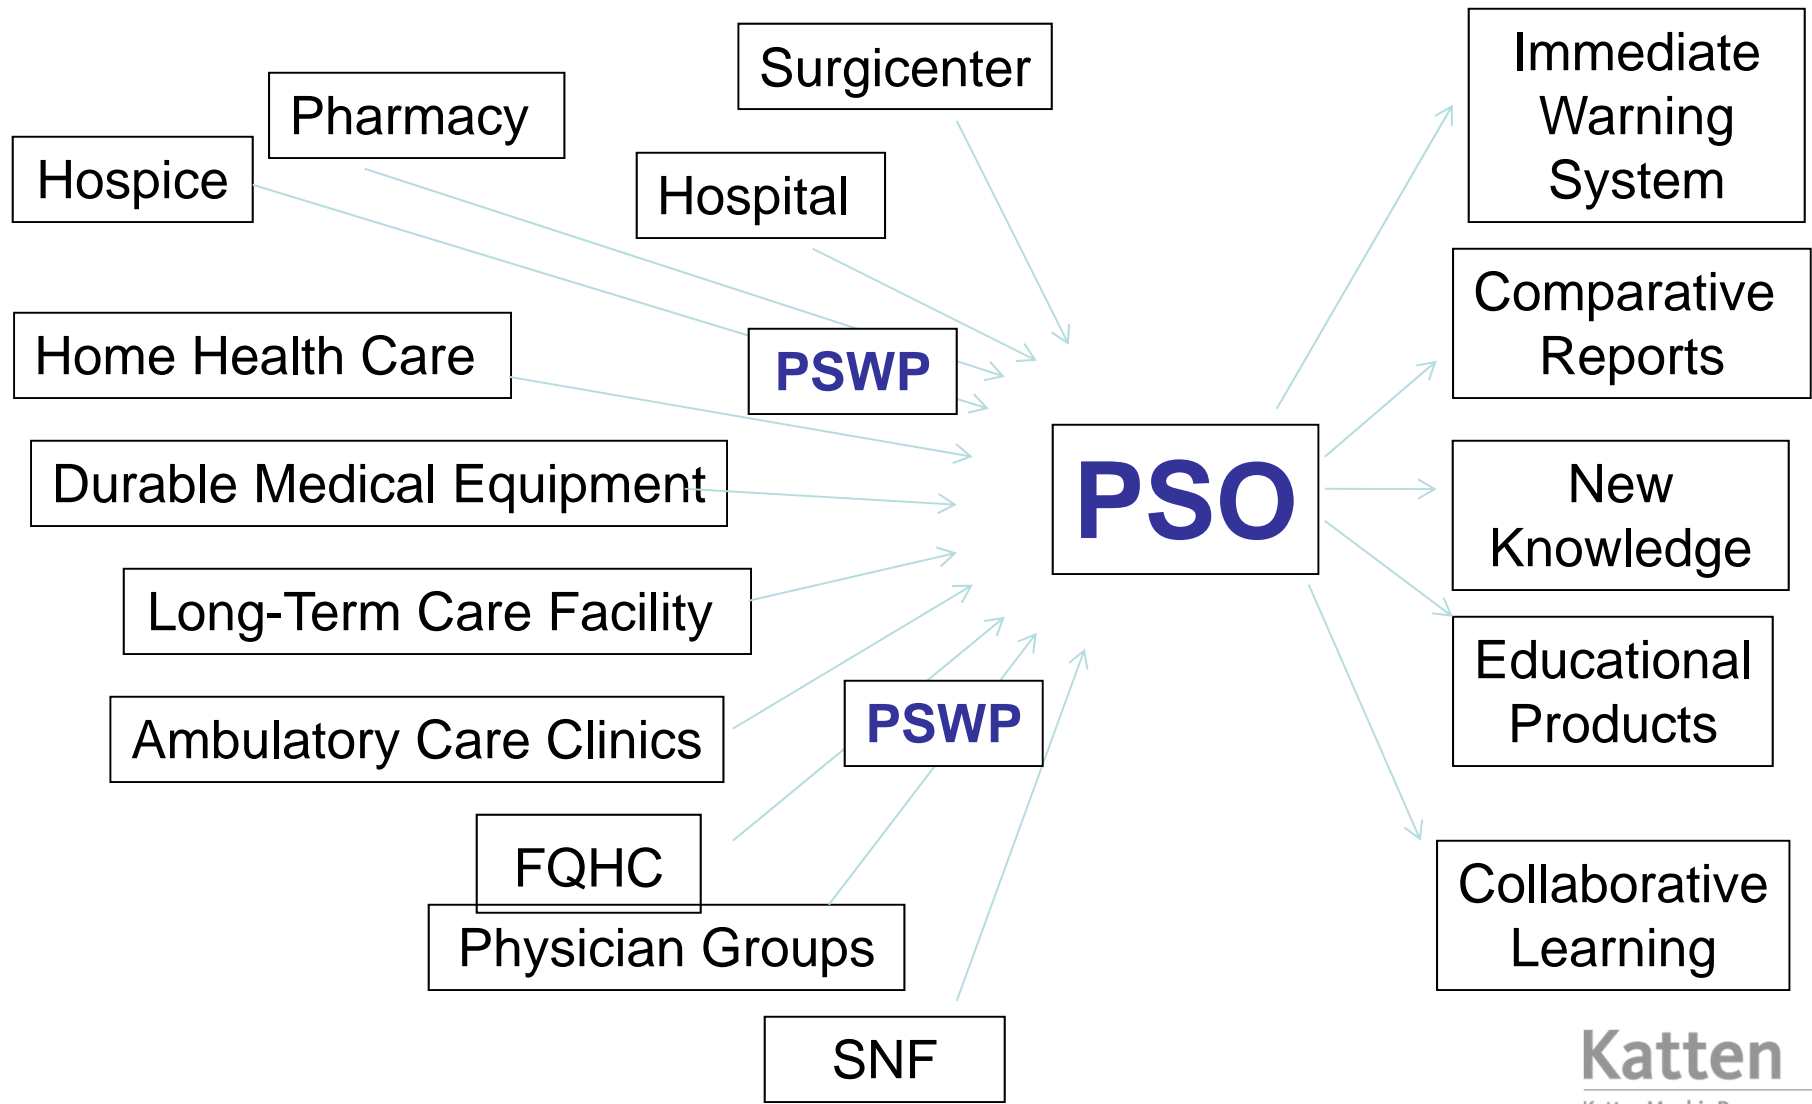 Surgicenter
Pharmacy
Hospice
Hospital
Home Health Care
PSWP
Durable Medical Equipment
Long-Term Care Facility
Ambulatory Care Clinics
PSWP
FQHC
Physician Groups
SNF
PSO
Immediate
Warning
System
Comparative
Reports
New
Knowledge
Educational
Products
Collaborative
Learning
Katten